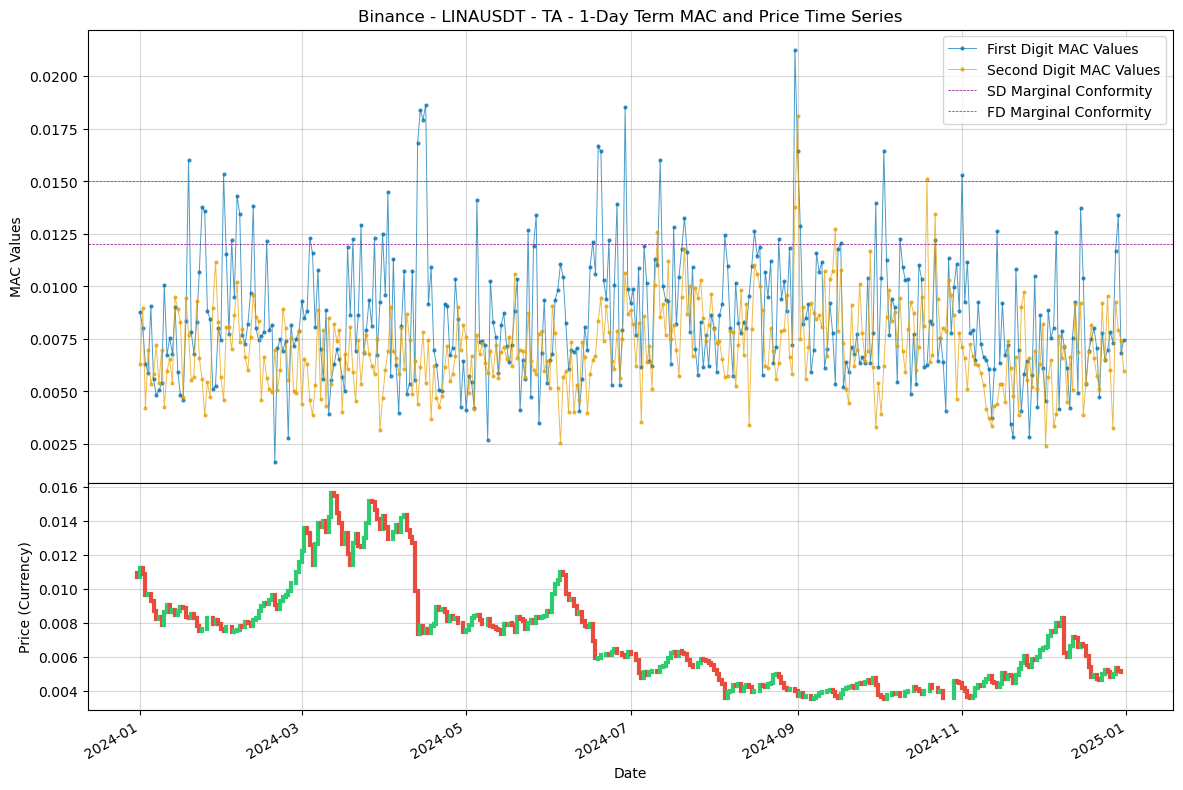 Binance - LINAUSDT - TA - 1-Day Term MAC and Price Time Series
First Digit MAC Values
Second Digit MAC Values
SD Marginal Conformity
FD Marginal Conformity
MAC Values
0.0200
0.0175
0.0150
0.0125
0.0100
0.0075
0.0050
0.0025
Price (Currency)
0.016
0.014
0.012
0.010
0.008
0.006
0.004
2024-01
2024-03
2024-05
2024-07
2024-09
2024-11
2025-01
Date